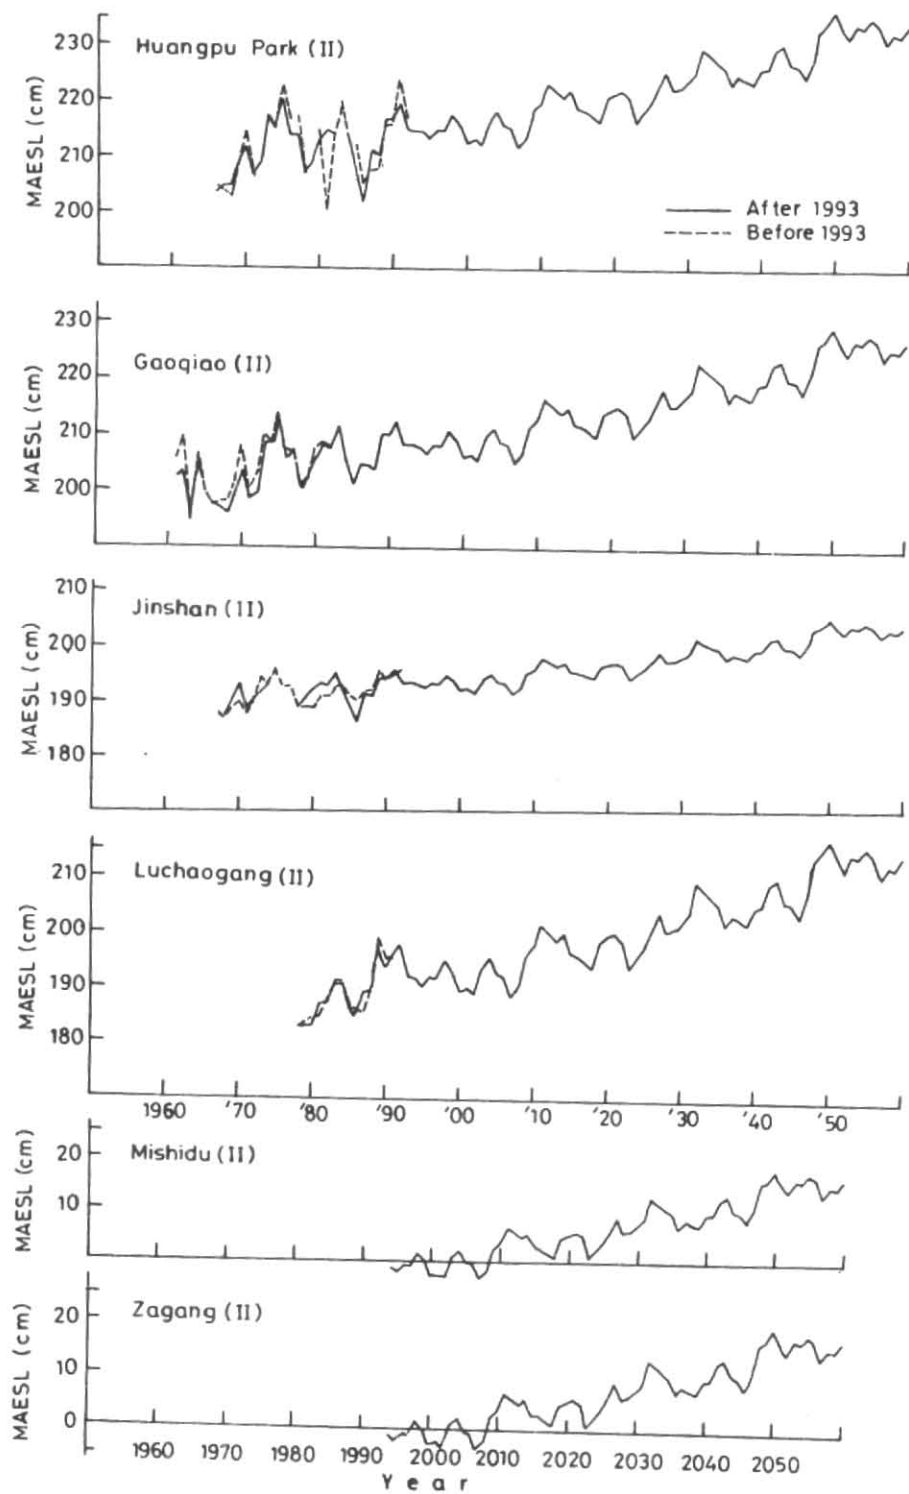 Huangpu Park (II)
MAESL (cm)
230
220
210
200
After 1993
Before 1993
Gaoqiao (II)
MAESL (cm)
230
220
210
200
Jinshan (II)
MAESL (cm)
210
200
190
180
Luchaogang (II)
MAESL (cm)
210
200
190
180
1960 '70 '80 '90 '00 '10 '20 '30 '40 '50
Mishidu (II)
MAESL (cm)
20
10
Zagang (II)
MAESL (cm)
20
10
0
1960 1970 1980 1990 2000 2010 2020 2030 2040 2050
Year